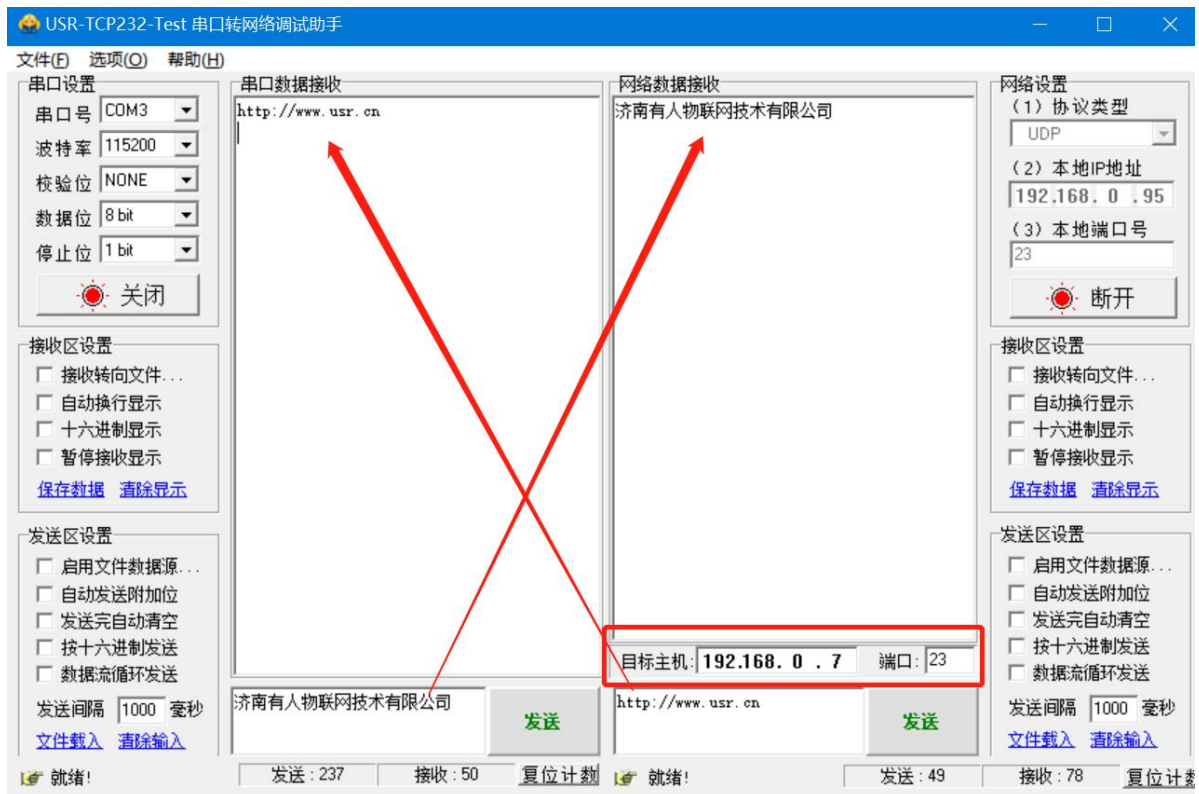 USR-TCP232-Test 串口转网络调试助手
文件(F) 选项(O) 帮助(H)
串口设置
串口号 COM3
波特率 115200
校验位 NONE
数据位 8 bit
停止位 1 bit
关闭
接收区设置
接收转向文件...
自动换行显示
十六进制显示
暂停接收显示
保存数据 清除显示
发送区设置
启用文件数据源...
自动发送附加位
发送完自动清空
按十六进制发送
数据流循环发送
发送间隔 1000 毫秒
文件载入 清除输入
串口数据接收
http://www.usr.cn
济南有人物联网技术有限公司
发送
网络数据接收
济南有人物联网技术有限公司
目标主机: 192.168. 0 . 7 端口: 23
http://www.usr.cn
发送
网络设置
(1) 协议类型
UDP
(2) 本地IP地址
192.168. 0 .95
(3) 本地端口号
23
断开
接收区设置
接收转向文件...
自动换行显示
十六进制显示
暂停接收显示
保存数据 清除显示
发送区设置
启用文件数据源...
自动发送附加位
发送完自动清空
按十六进制发送
数据流循环发送
发送间隔 1000 毫秒
文件载入 清除输入
就绪! 发送 : 237 接收 : 50 复位计数
就绪! 发送 : 49 接收 : 78 复位计数